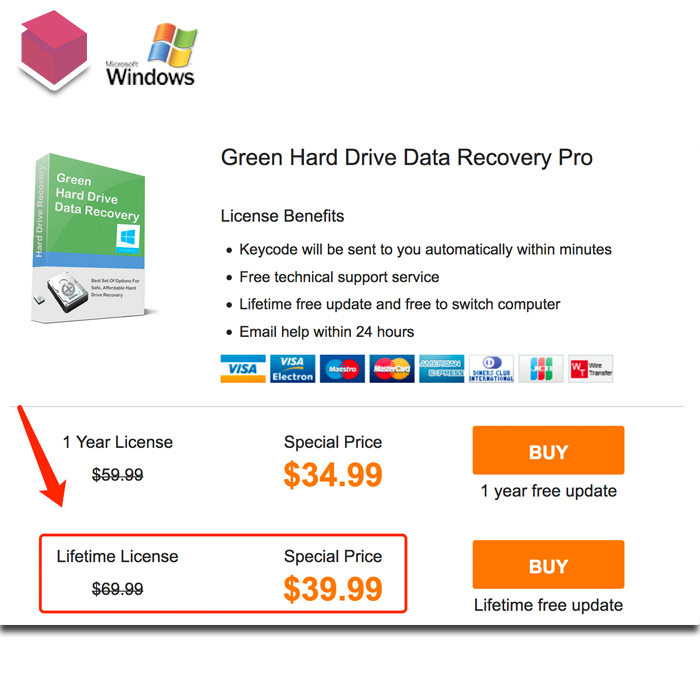 Microsoft
Windows
Green Hard Drive Data Recovery Pro
Hard Drive Recovery
Green
Hard Drive
Data Recovery
Best Set Of Options For
Safe, Affordable Hard
Drive Recovery
License Benefits
• Keycode will be sent to you automatically within minutes
• Free technical support service
• Lifetime free update and free to switch computer
• Email help within 24 hours
VISA
VISA Electron
Maestro
MasterCard
AMERICAN EXPRESS
DINERS CLUB INTERNATIONAL
JCB
WT Wire Transfer
1 Year License
$59.99
Special Price
$34.99
BUY
1 year free update
Lifetime License
$69.99
Special Price
$39.99
BUY
Lifetime free update